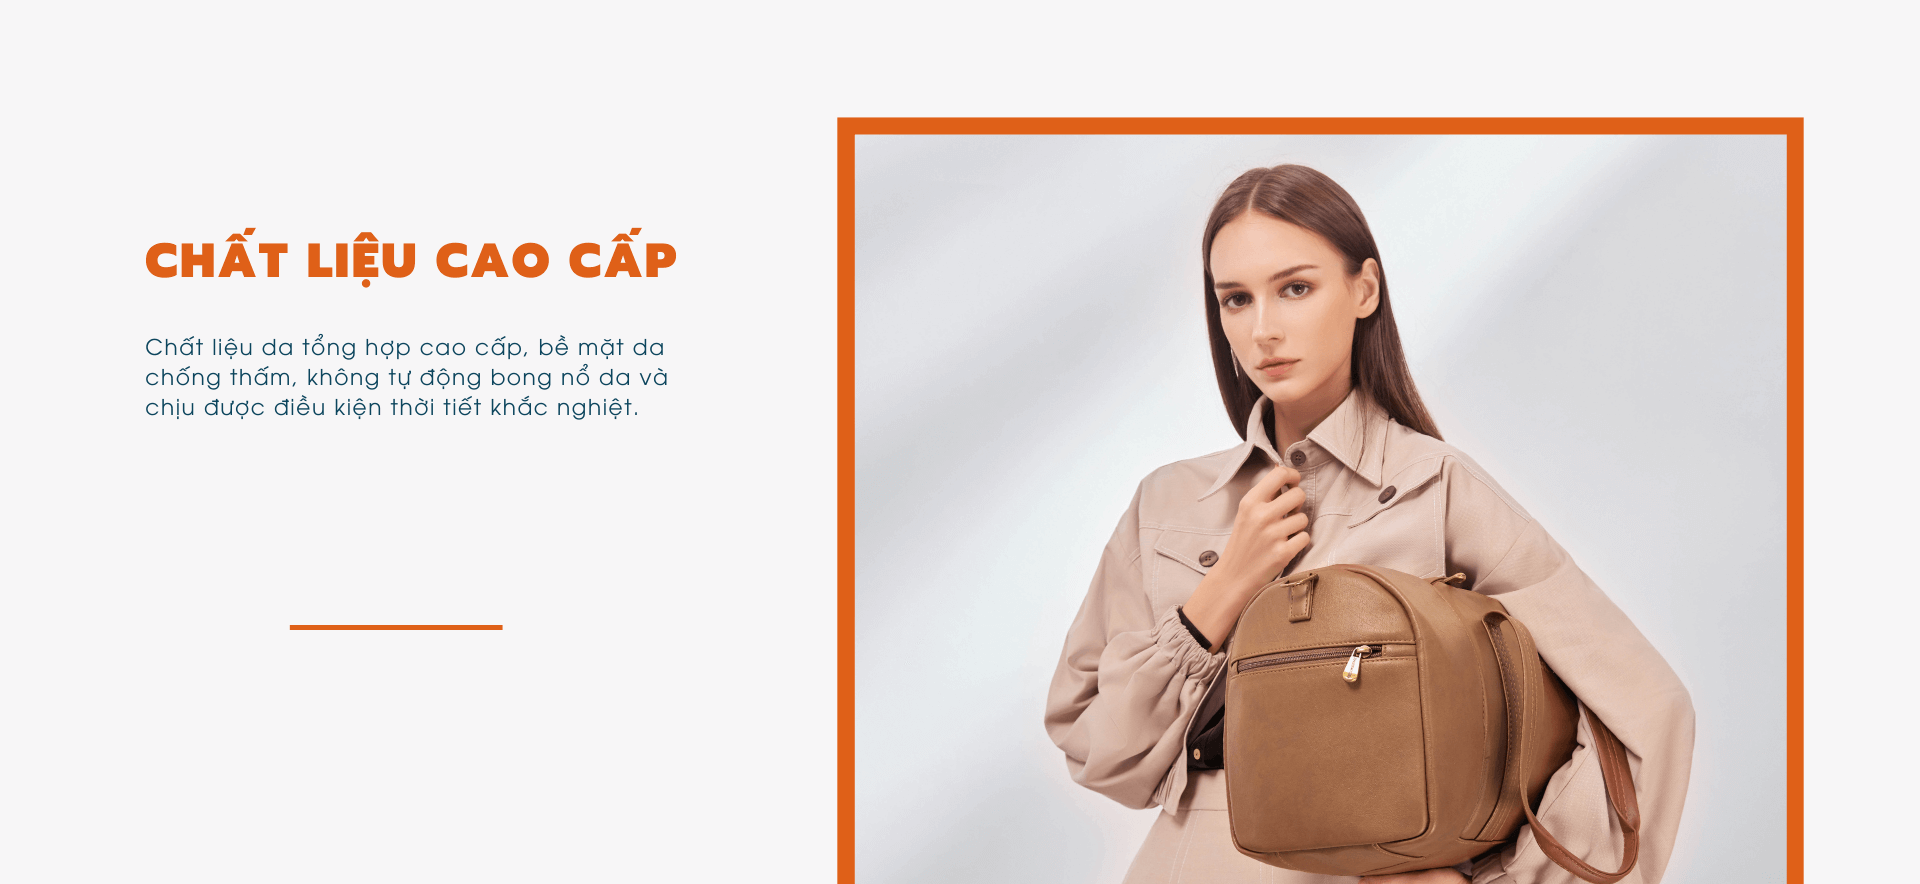 CHẤT LIỆU CAO CẤP
Chất liệu da tổng hợp cao cấp, bề mặt da
chống thấm, không tự động bong nổ da và
chịu được điều kiện thời tiết khắc nghiệt.